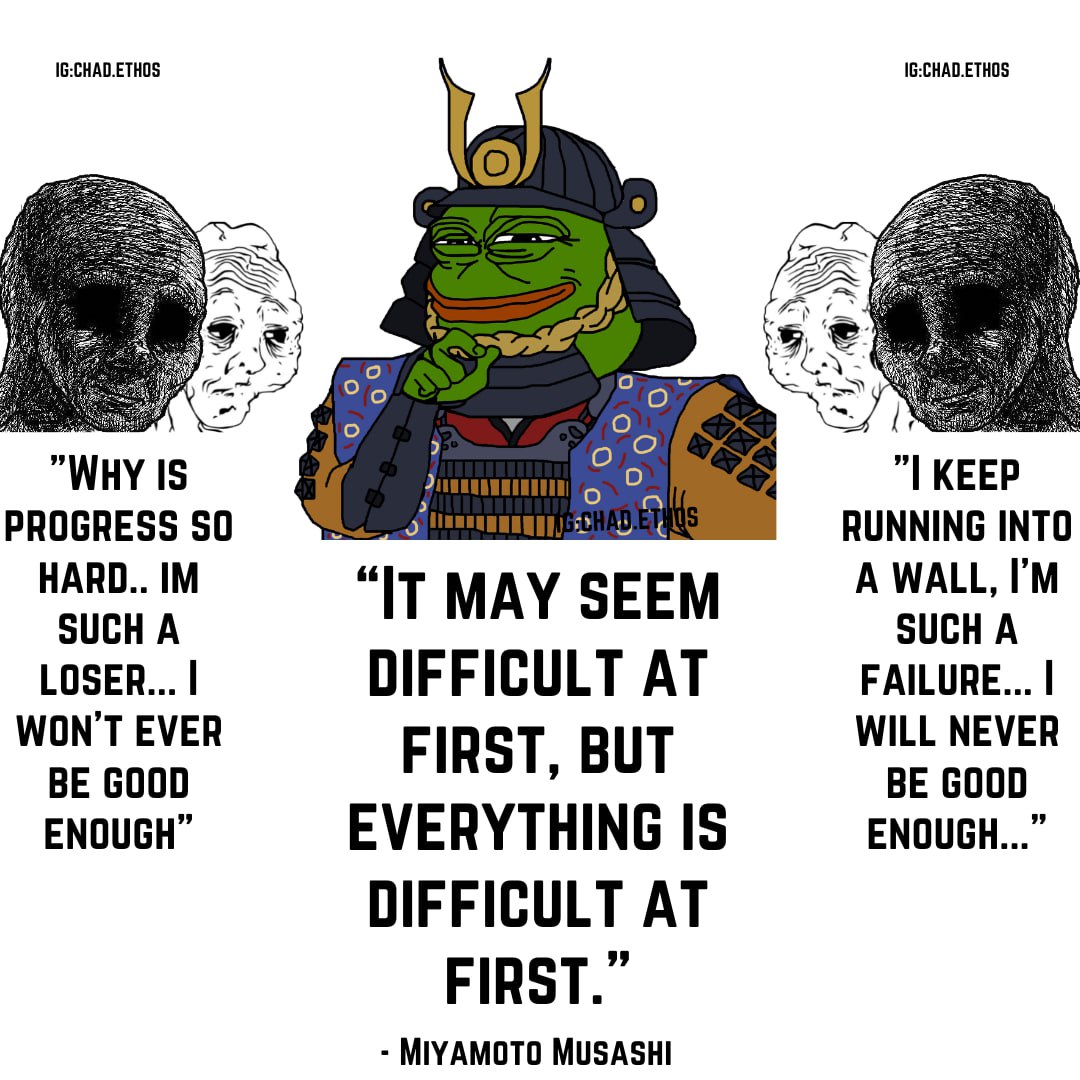 IG:CHAD.ETHOS
IG:CHAD.ETHOS
IG:CHAD.ETHOS
”WHY IS
PROGRESS SO
HARD.. IM
SUCH A
LOSER... I
WON’T EVER
BE GOOD
ENOUGH”
“IT MAY SEEM
DIFFICULT AT
FIRST, BUT
EVERYTHING IS
DIFFICULT AT
FIRST.”
- MIYAMOTO MUSASHI
”I KEEP
RUNNING INTO
A WALL, I’M
SUCH A
FAILURE... I
WILL NEVER
BE GOOD
ENOUGH...”